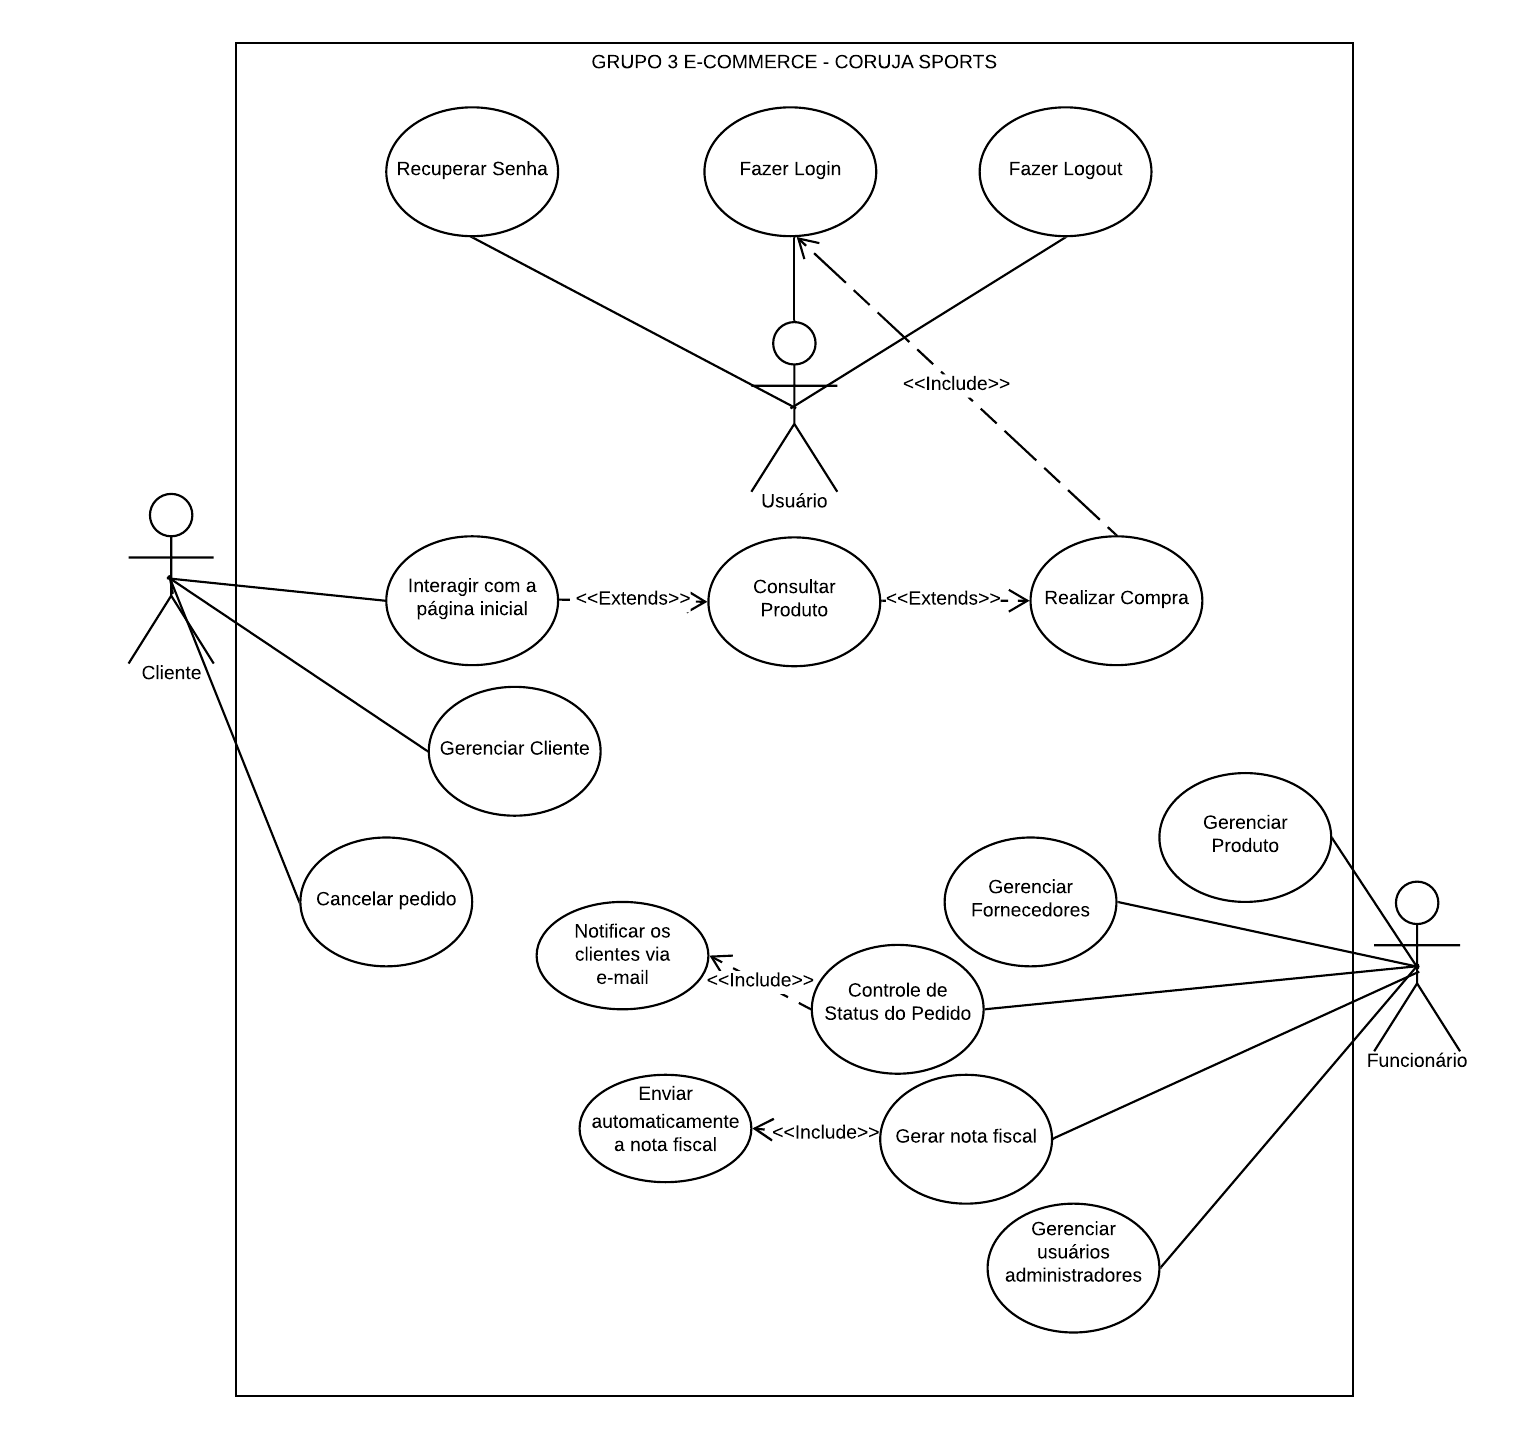 GRUPO 3 E-COMMERCE - CORUJA SPORTS
Recuperar Senha
Fazer Login
Fazer Logout
<<Include>>
Usuário
Cliente
Interagir com a
página inicial
<<Extends>>
Consultar
Produto
<<Extends>>
Realizar Compra
Gerenciar Cliente
Cancelar pedido
Gerenciar
Produto
Gerenciar
Fornecedores
Notificar os
clientes via
e-mail
<<Include>>
Controle de
Status do Pedido
Funcionário
Enviar
automaticamente
a nota fiscal
<<Include>>
Gerar nota fiscal
Gerenciar
usuários
administradores